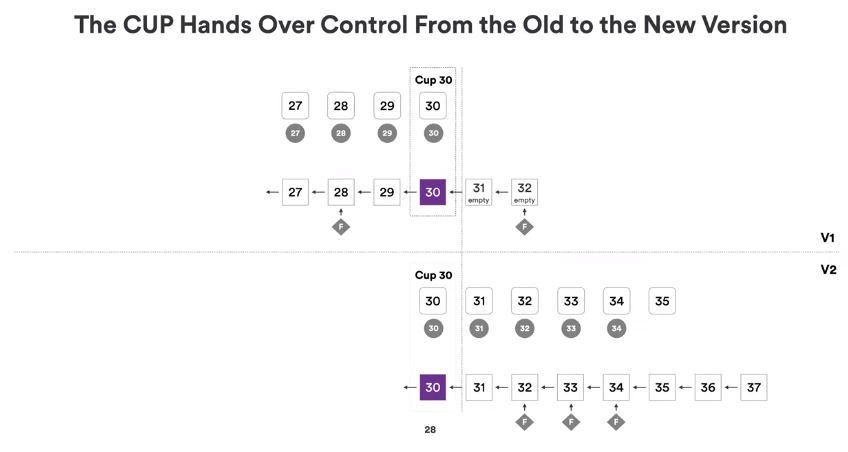 The CUP Hands Over Control From the Old to the New Version
Cup 30
27 28 29 30
27 28 29 30
27 28 29 30 31 32
empty empty
F F
V1
V2
Cup 30
30 31 32 33 34 35
30 31 32 33 34
30 31 32 33 34 35 36 37
F F F
28